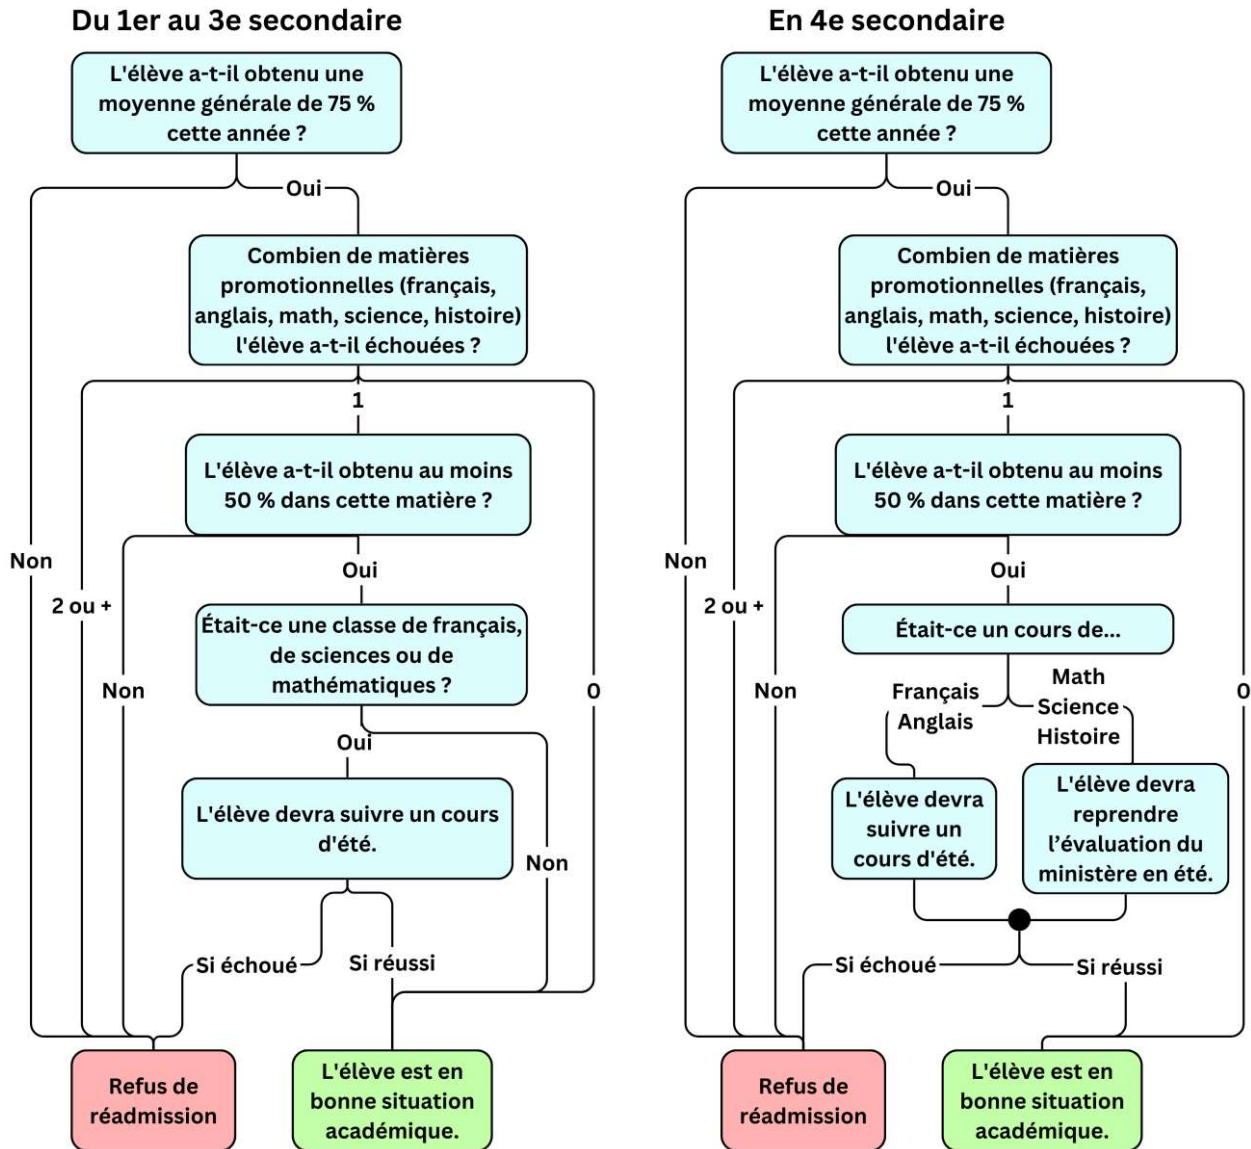 Du 1er au 3e secondaire
L'élève a-t-il obtenu une
moyenne générale de 75 %
cette année ?
Oui
Combien de matières
promotionnelles (français,
anglais, math, science, histoire)
l'élève a-t-il échouées ?
1
L'élève a-t-il obtenu au moins
50 % dans cette matière ?
Non
Oui
2 ou +
Était-ce une classe de français,
de sciences ou de
mathématiques ?
Non
0
Oui
L'élève devra suivre un cours
d'été.
Non
Si échoué
Si réussi
Refus de
réadmission
L'élève est en
bonne situation
académique.
En 4e secondaire
L'élève a-t-il obtenu une
moyenne générale de 75 %
cette année ?
Oui
Combien de matières
promotionnelles (français,
anglais, math, science, histoire)
l'élève a-t-il échouées ?
1
L'élève a-t-il obtenu au moins
50 % dans cette matière ?
Non
Oui
2 ou +
Était-ce un cours de...
Non
Français
Anglais
Math
Science
Histoire
0
L'élève devra
suivre un
cours d'été.
L'élève devra
reprendre
l’évaluation du
ministère en été.
Si échoué
Si réussi
Refus de
réadmission
L'élève est en
bonne situation
académique.